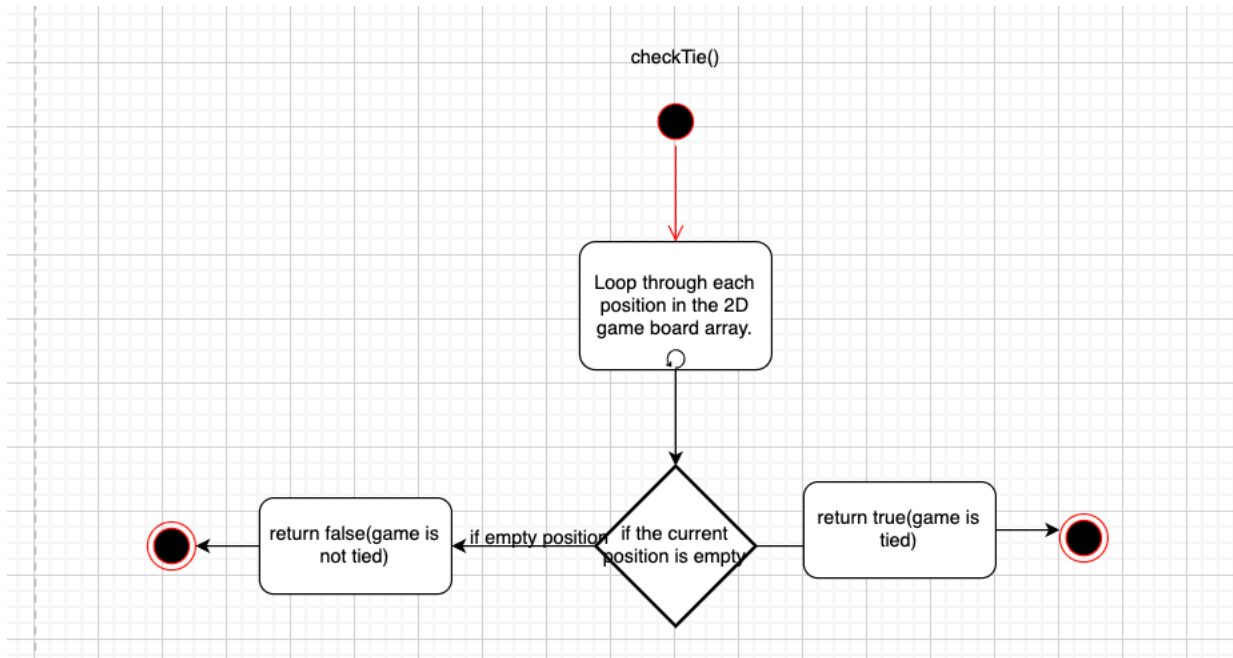 checkTie()
Loop through each
position in the 2D
game board array.
return false(game is
not tied)
if empty position
if the current
position is empty
return true(game is
tied)